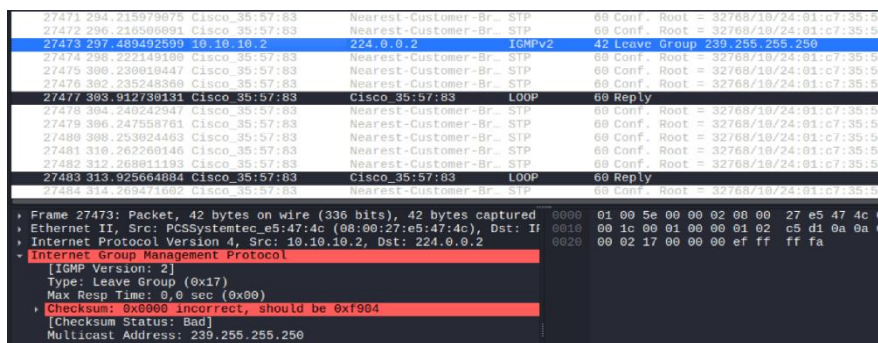 27471 294.215979075 Cisco_35:57:83 Nearest-Customer-Br… STP 60 Conf. Root = 32768/10/24:01:c7:35:5
27472 296.216506091 Cisco_35:57:83 Nearest-Customer-Br… STP 60 Conf. Root = 32768/10/24:01:c7:35:5
27473 297.489492599 10.10.10.2 224.0.0.2 IGMPv2 42 Leave Group 239.255.255.250
27474 298.222149100 Cisco_35:57:83 Nearest-Customer-Br… STP 60 Conf. Root = 32768/10/24:01:c7:35:5
27475 300.230010447 Cisco_35:57:83 Nearest-Customer-Br… STP 60 Conf. Root = 32768/10/24:01:c7:35:5
27476 302.235248360 Cisco_35:57:83 Nearest-Customer-Br… STP 60 Conf. Root = 32768/10/24:01:c7:35:5
27477 303.912730131 Cisco_35:57:83 Cisco_35:57:83 LOOP 60 Reply
27478 304.240242947 Cisco_35:57:83 Nearest-Customer-Br… STP 60 Conf. Root = 32768/10/24:01:c7:35:5
27479 306.247558761 Cisco_35:57:83 Nearest-Customer-Br… STP 60 Conf. Root = 32768/10/24:01:c7:35:5
27480 308.253024463 Cisco_35:57:83 Nearest-Customer-Br… STP 60 Conf. Root = 32768/10/24:01:c7:35:5
27481 310.262260146 Cisco_35:57:83 Nearest-Customer-Br… STP 60 Conf. Root = 32768/10/24:01:c7:35:5
27482 312.268011193 Cisco_35:57:83 Nearest-Customer-Br… STP 60 Conf. Root = 32768/10/24:01:c7:35:5
27483 313.925664884 Cisco_35:57:83 Cisco_35:57:83 LOOP 60 Reply
27484 314.269471602 Cisco_35:57:83 Nearest-Customer-Br… STP 60 Conf. Root = 32768/10/24:01:c7:35:5
Frame 27473: Packet, 42 bytes on wire (336 bits), 42 bytes captured 0000 01 00 5e 00 00 02 08 00 27 e5 47 4c
Ethernet II, Src: PCSSystemtec_e5:47:4c (08:00:27:e5:47:4c), Dst: IP 0010 00 1c 00 01 00 00 01 02 c5 d1 0a 0a
Internet Protocol Version 4, Src: 10.10.10.2, Dst: 224.0.0.2 0020 00 02 17 00 00 00 ef ff ff fa
Internet Group Management Protocol
[IGMP Version: 2]
Type: Leave Group (0x17)
Max Resp Time: 0,0 sec (0x00)
Checksum: 0x0000 incorrect, should be 0xf904
[Checksum Status: Bad]
Multicast Address: 239.255.255.250